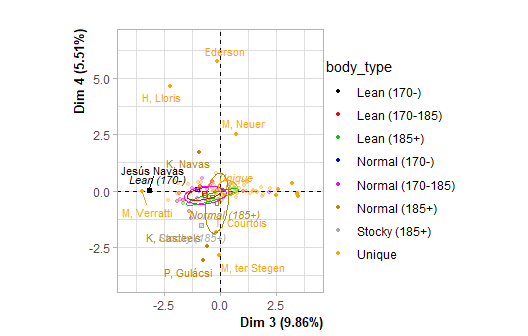 Ederson
H, Lloris
M, Neuer
K, Navas
Jesús Navas
Lean (170-)
Unique
M, Verratti
Normal (185+)
Courtois
K, Casteels
Stocky (185+)
P, Gulácsi
M, ter Stegen
Dim 4 (5.51%)
5.0
2.5
0.0
-2.5
-2.5
0.0
2.5
Dim 3 (9.86%)
body_type
Lean (170-)
Lean (170-185)
Lean (185+)
Normal (170-)
Normal (170-185)
Normal (185+)
Stocky (185+)
Unique